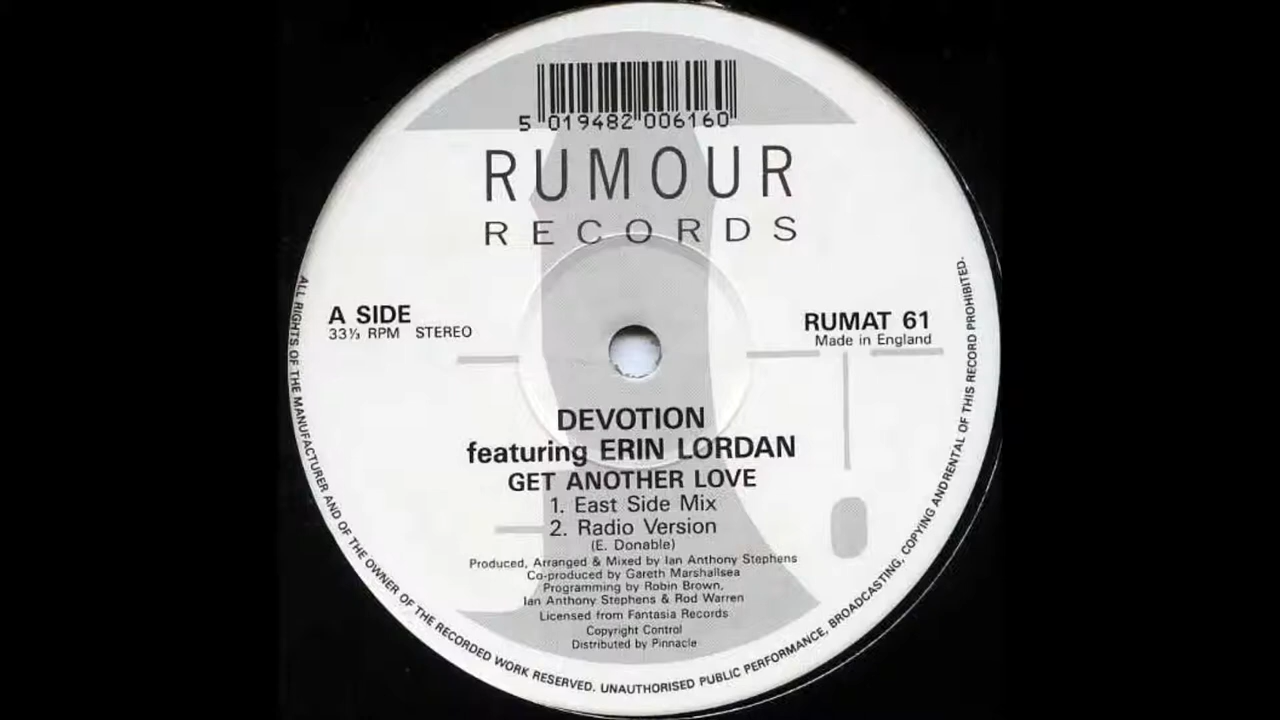 5 019482 006160
RUMOUR
RECORDS
A SIDE
33⅓ RPM STEREO
RUMAT 61
Made in England
DEVOTION
featuring ERIN LORDAN
GET ANOTHER LOVE
1. East Side Mix
2. Radio Version
(E. Donable)
Produced, Arranged & Mixed by Ian Anthony Stephens
Co-produced by Gareth Marshallsea
Programming by Robin Brown,
Ian Anthony Stephens & Rod Warren
Licensed from Fantasia Records
Copyright Control
Distributed by Pinnacle
ALL RIGHTS OF THE MANUFACTURER AND OF THE OWNER OF THE RECORDED WORK RESERVED. UNAUTHORISED PUBLIC PERFORMANCE, BROADCASTING, COPYING AND RENTAL OF THIS RECORD PROHIBITED.